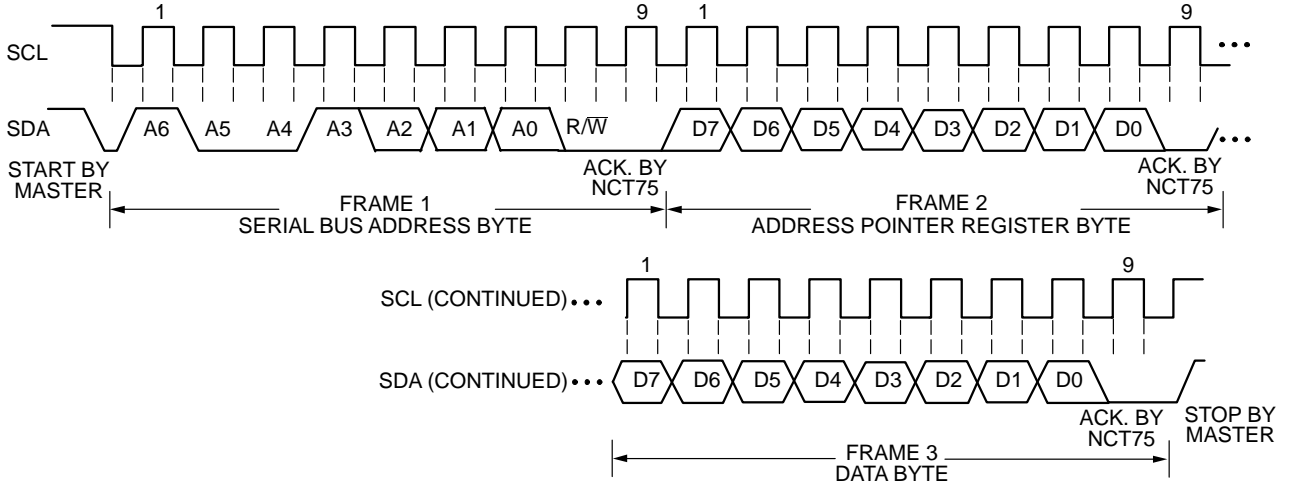 1 9 1 9
SCL
SDA A6 A5 A4 A3 A2 A1 A0 R/W̅ D7 D6 D5 D4 D3 D2 D1 D0
START BY
MASTER
ACK. BY
NCT75
ACK. BY
NCT75
FRAME 1
SERIAL BUS ADDRESS BYTE
FRAME 2
ADDRESS POINTER REGISTER BYTE
1 9
SCL (CONTINUED)
SDA (CONTINUED) D7 D6 D5 D4 D3 D2 D1 D0
ACK. BY
NCT75
STOP BY
MASTER
FRAME 3
DATA BYTE